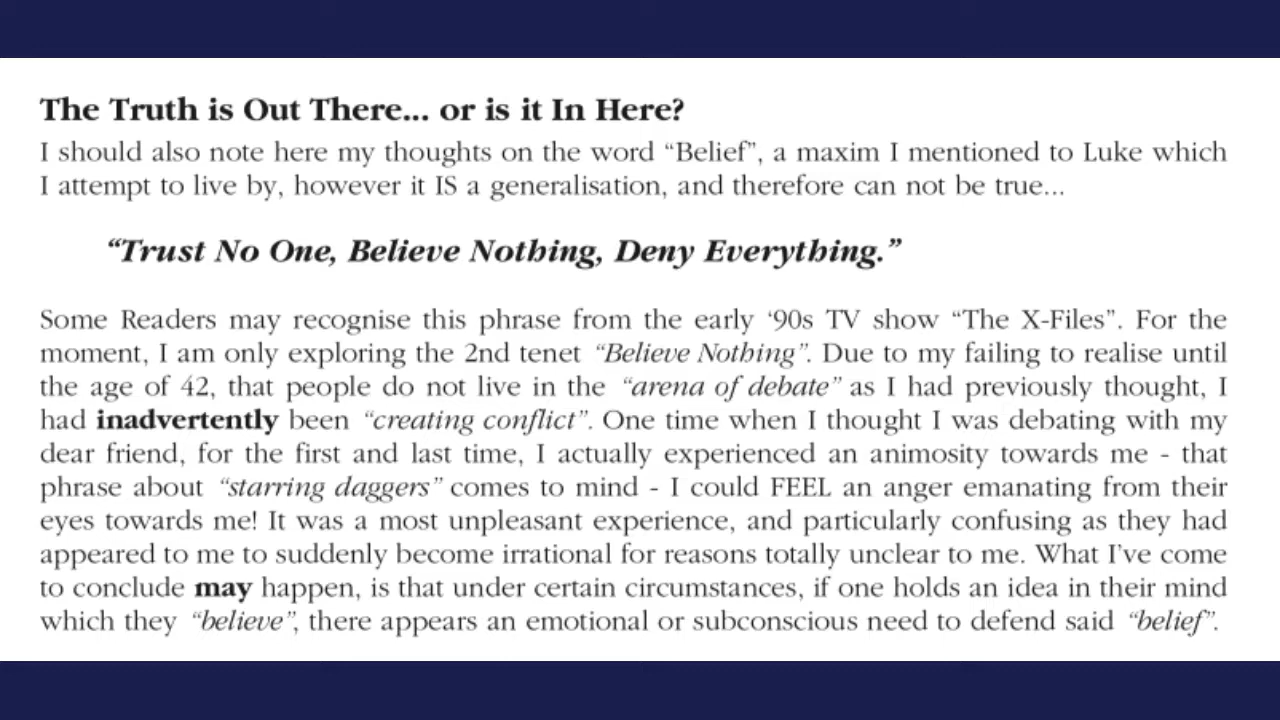 The Truth is Out There... or is it In Here?
I should also note here my thoughts on the word “Belief”, a maxim I mentioned to Luke which
I attempt to live by, however it IS a generalisation, and therefore can not be true...
“Trust No One, Believe Nothing, Deny Everything.”
Some Readers may recognise this phrase from the early ‘90s TV show “The X-Files”. For the
moment, I am only exploring the 2nd tenet “Believe Nothing”. Due to my failing to realise until
the age of 42, that people do not live in the “arena of debate” as I had previously thought, I
had inadvertently been “creating conflict”. One time when I thought I was debating with my
dear friend, for the first and last time, I actually experienced an animosity towards me - that
phrase about “starring daggers” comes to mind - I could FEEL an anger emanating from their
eyes towards me! It was a most unpleasant experience, and particularly confusing as they had
appeared to me to suddenly become irrational for reasons totally unclear to me. What I’ve come
to conclude may happen, is that under certain circumstances, if one holds an idea in their mind
which they “believe”, there appears an emotional or subconscious need to defend said “belief”.